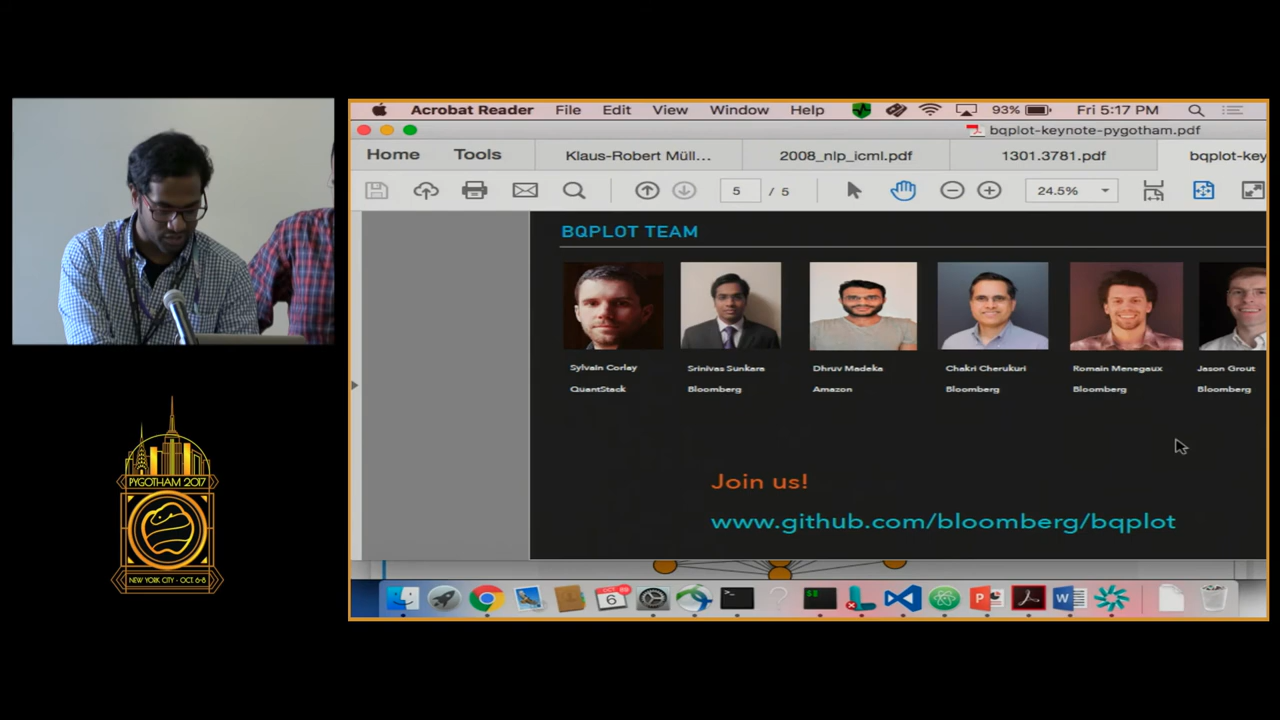 Acrobat Reader File Edit View Window Help 93% Fri 5:17 PM
bqplot-keynote-pygotham.pdf
Home Tools Klaus-Robert Müll... 2008_nlp_icml.pdf 1301.3781.pdf bqplot-key
5 / 5 24.5%
BQPLOT TEAM
Sylvain Corlay Srinivas Sunkara Dhruv Madeka Chakri Cherukuri Romain Menegaux Jason Grout
QuantStack Bloomberg Amazon Bloomberg Bloomberg Bloomberg
Join us!
www.github.com/bloomberg/bqplot
PYGOTHAM 2017
NEW YORK CITY - OCT. 6-8
6